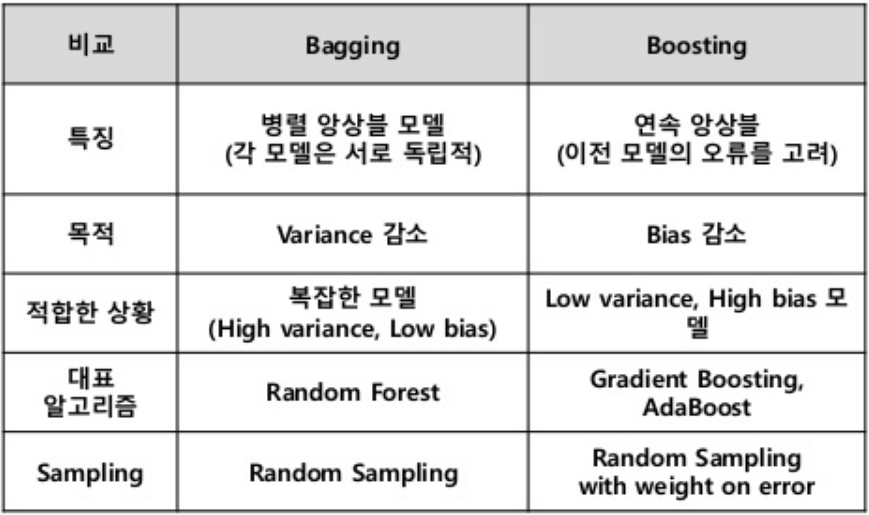 비교
Bagging
Boosting
특징
병렬 앙상블 모델
(각 모델은 서로 독립적)
연속 앙상블
(이전 모델의 오류를 고려)
목적
Variance 감소
Bias 감소
적합한 상황
복잡한 모델
(High variance, Low bias)
Low variance, High bias 모
델
대표
알고리즘
Random Forest
Gradient Boosting,
AdaBoost
Sampling
Random Sampling
Random Sampling
with weight on error